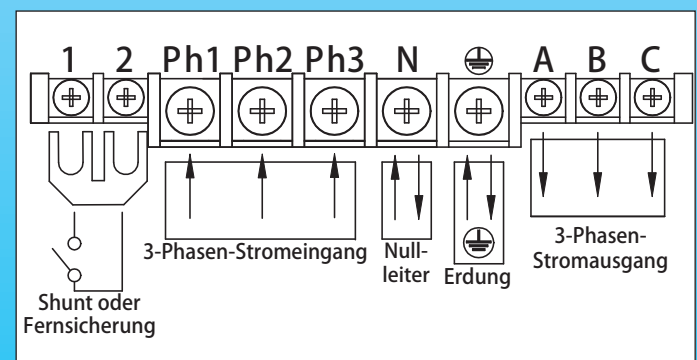 1 2 Ph1 Ph2 Ph3 N A B C
3-Phasen-Stromeingang
Null-
leiter
Erdung
3-Phasen-
Stromausgang
Shunt oder
Fernsicherung